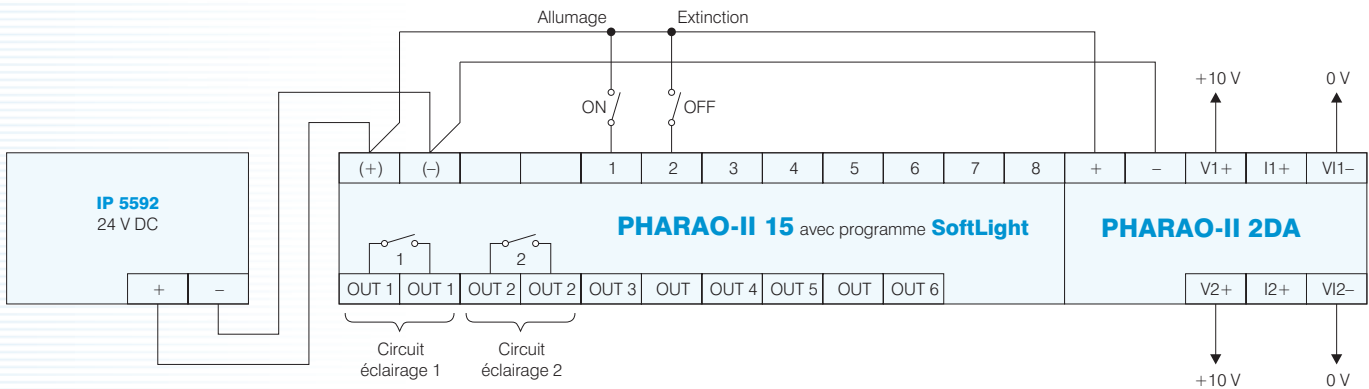 Allumage Extinction
+10 V 0 V
ON OFF
(+) (–) 1 2 3 4 5 6 7 8 + – V1+ I1+ VI1–
IP 5592
24 V DC
PHARAO-II 15 avec programme SoftLight PHARAO-II 2DA
1 2
+ – OUT 1 OUT 1 OUT 2 OUT 2 OUT 3 OUT OUT 4 OUT 5 OUT OUT 6 V2+ I2+ VI2–
Circuit
éclairage 1
Circuit
éclairage 2
+10 V 0 V